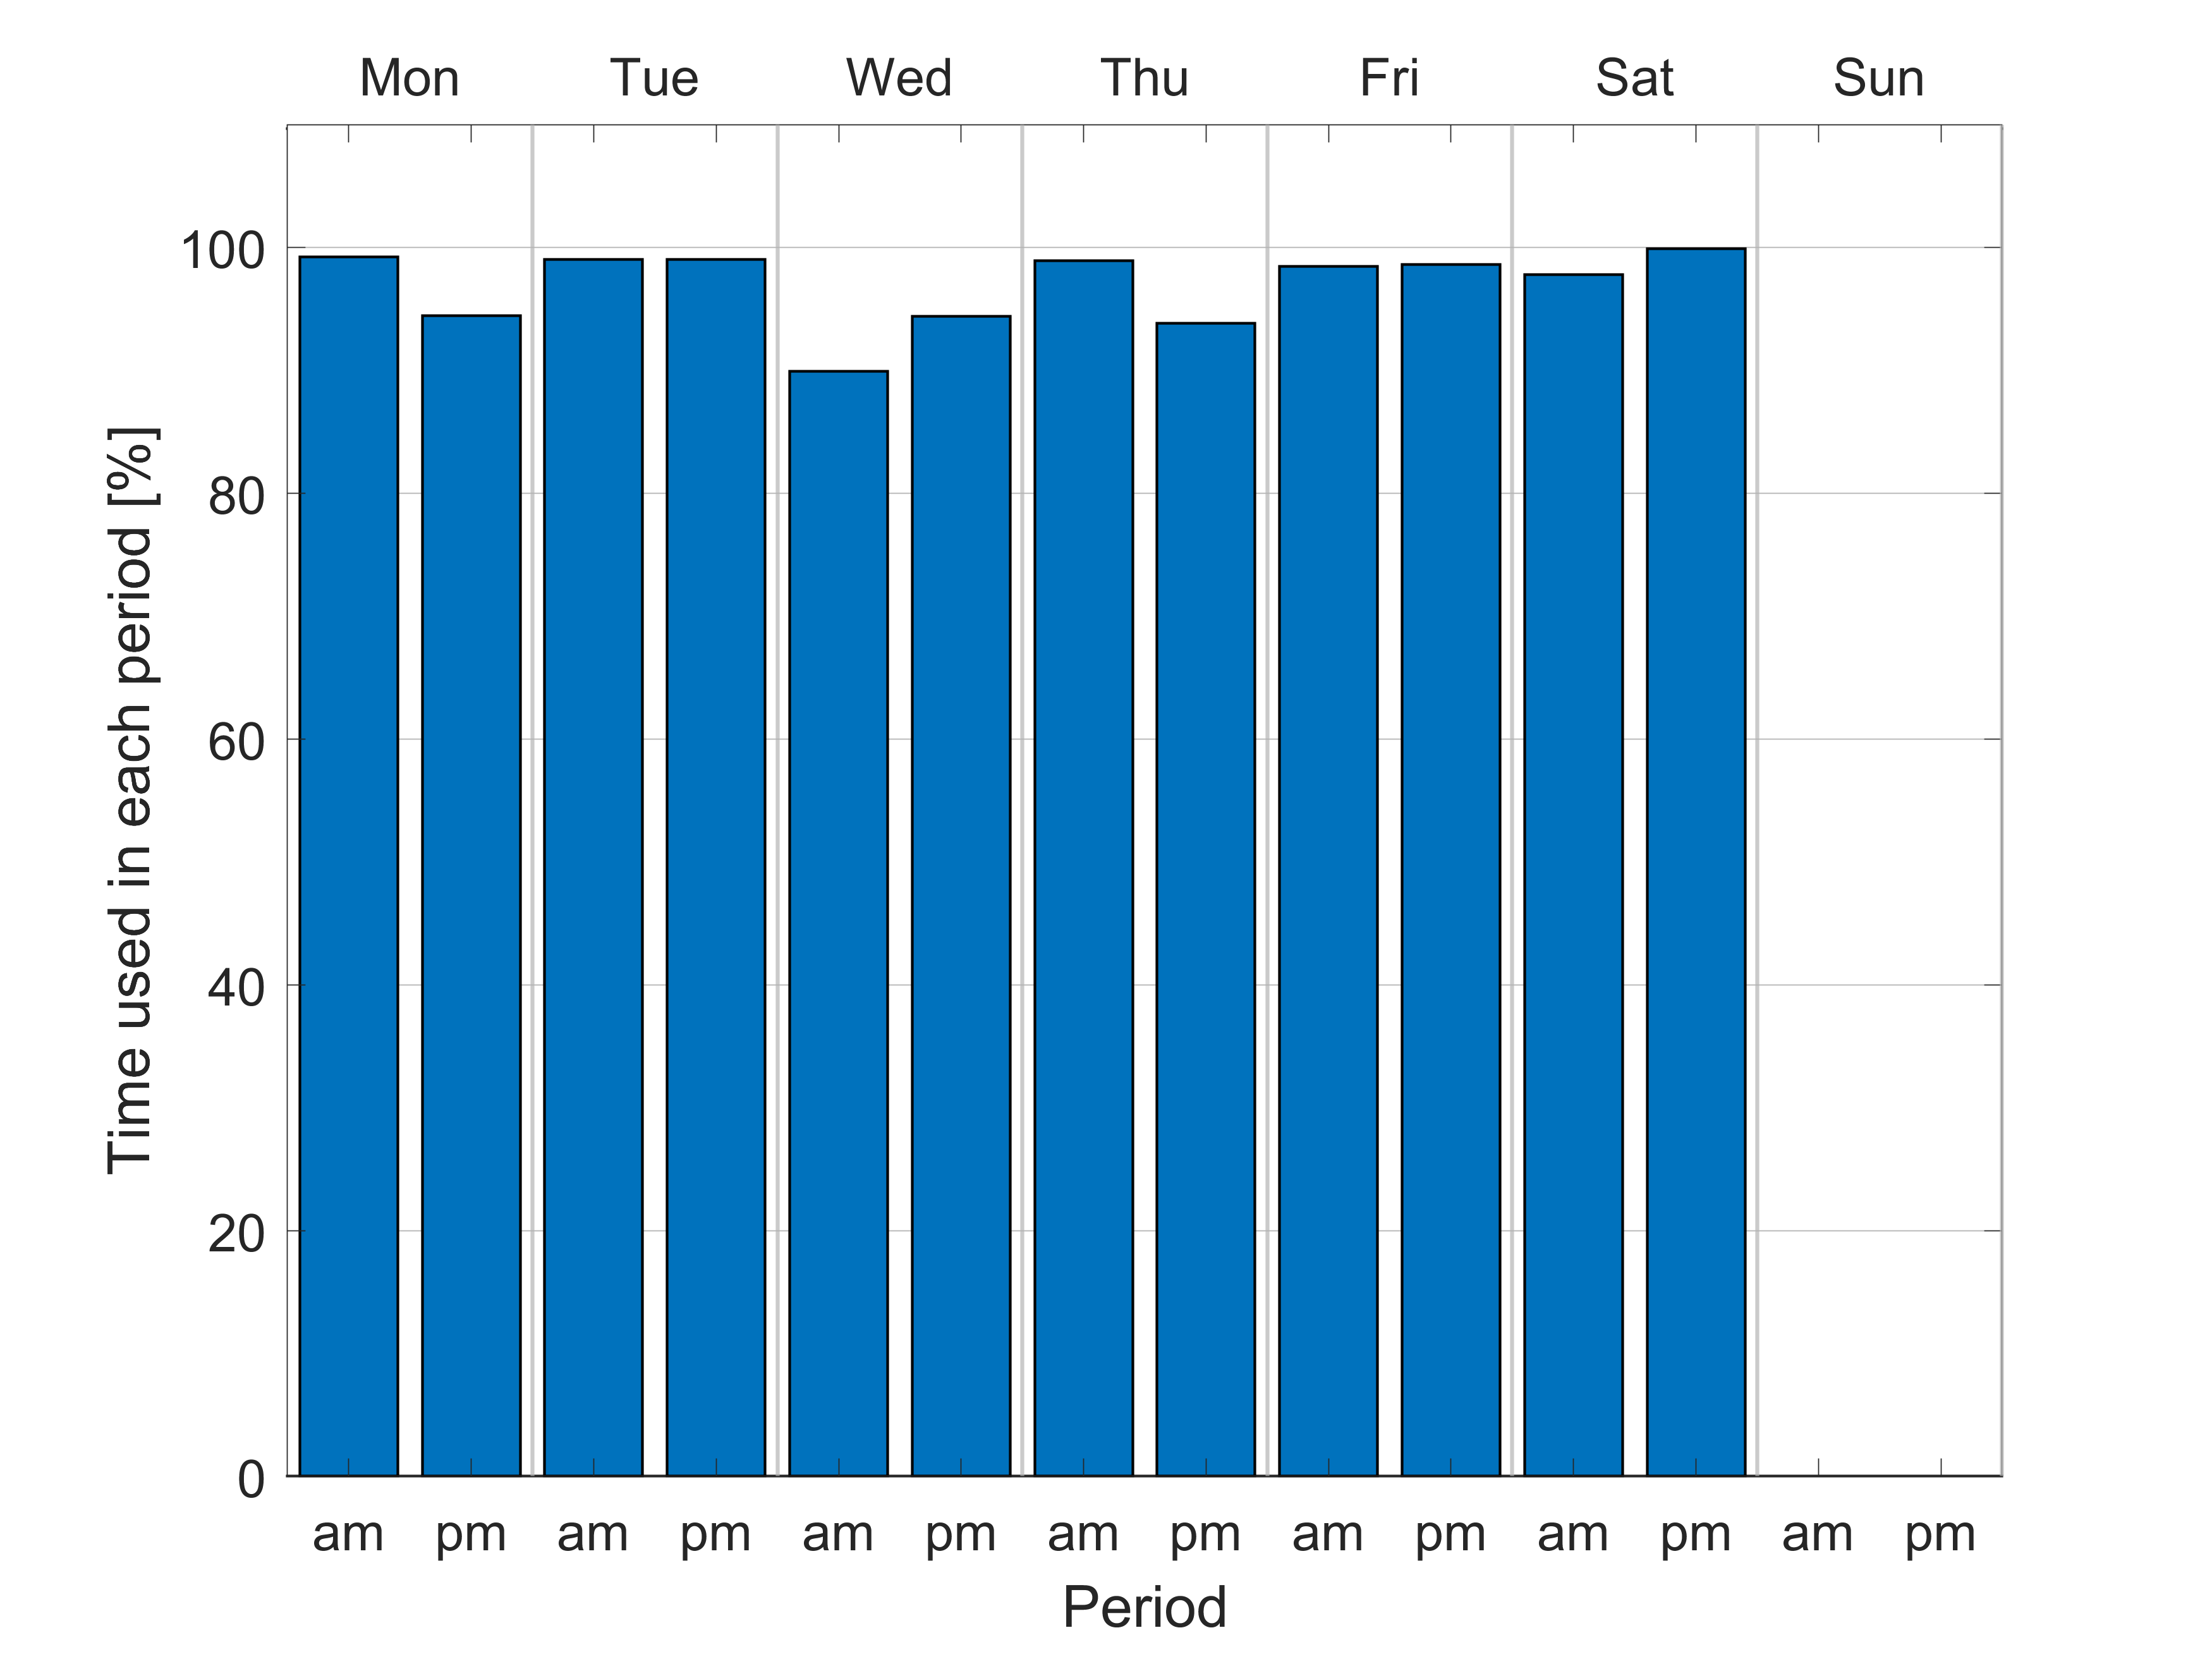 Mon Tue Wed Thu Fri Sat Sun
100
80
60
40
20
0
Time used in each period [%]
am pm am pm am pm am pm am pm am pm am pm
Period